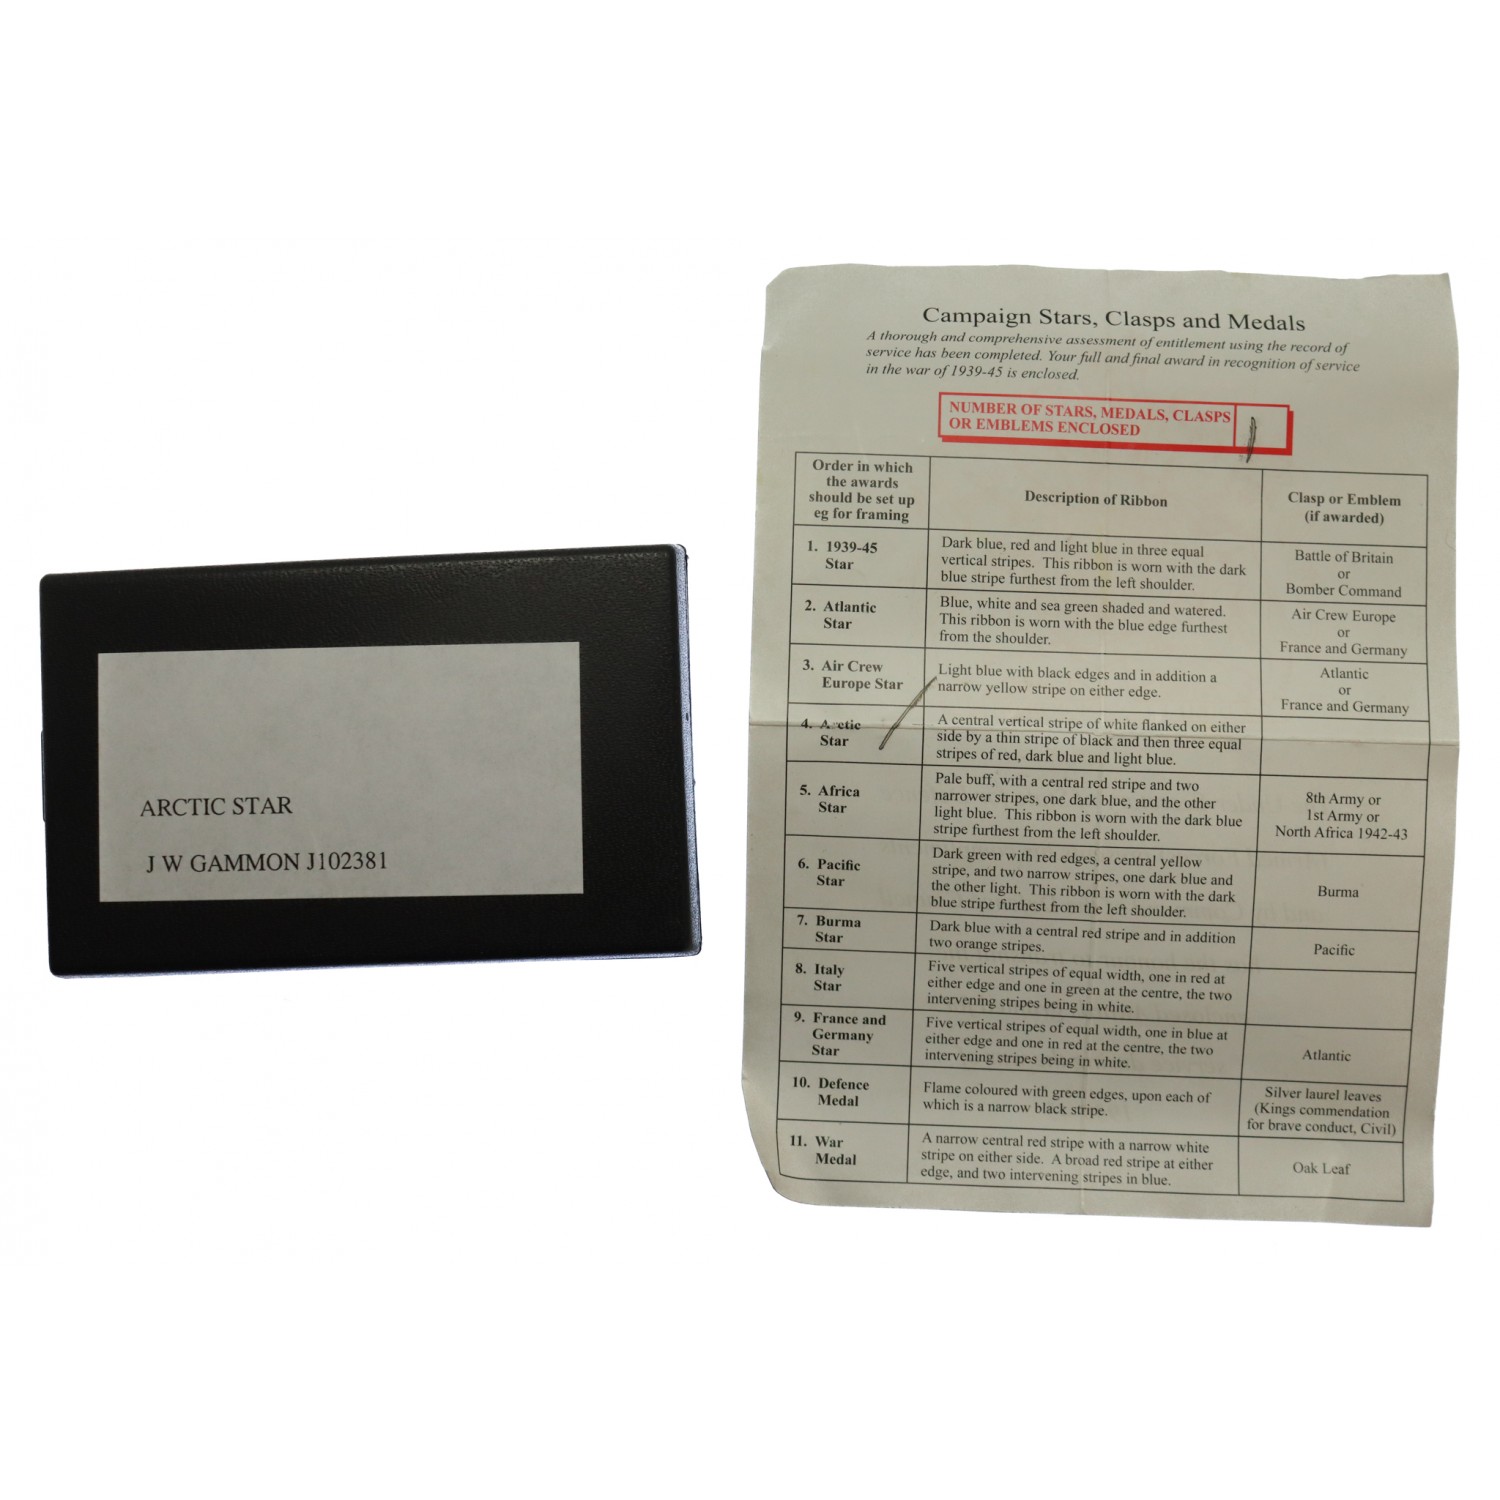 ARCTIC STAR
J W GAMMON J102381
Campaign Stars, Clasps and Medals
A thorough and comprehensive assessment of entitlement using the record of
service has been completed. Your full and final award in recognition of service
in the war of 1939-45 is enclosed.
NUMBER OF STARS, MEDALS, CLASPS
OR EMBLEMS ENCLOSED
1
Order in which
the awards
should be set up
eg for framing
Description of Ribbon
Clasp or Emblem
(if awarded)
1. 1939-45
Star
Dark blue, red and light blue in three equal
vertical stripes. This ribbon is worn with the dark
blue stripe furthest from the left shoulder.
Battle of Britain
or
Bomber Command
2. Atlantic
Star
Blue, white and sea green shaded and watered.
This ribbon is worn with the blue edge furthest
from the shoulder.
Air Crew Europe
or
France and Germany
3. Air Crew
Europe Star
Light blue with black edges and in addition a
narrow yellow stripe on either edge.
Atlantic
or
France and Germany
4. Arctic
Star
A central vertical stripe of white flanked on either
side by a thin stripe of black and then three equal
stripes of red, dark blue and light blue.
5. Africa
Star
Pale buff, with a central red stripe and two
narrower stripes, one dark blue, and the other
light blue. This ribbon is worn with the dark blue
stripe furthest from the left shoulder.
8th Army or
1st Army or
North Africa 1942-43
6. Pacific
Star
Dark green with red edges, a central yellow
stripe, and two narrow stripes, one dark blue and
the other light. This ribbon is worn with the dark
blue stripe furthest from the left shoulder.
Burma
7. Burma
Star
Dark blue with a central red stripe and in addition
two orange stripes.
Pacific
8. Italy
Star
Five vertical stripes of equal width, one in red at
either edge and one in green at the centre, the two
intervening stripes being in white.
9. France and
Germany
Star
Five vertical stripes of equal width, one in blue at
either edge and one in red at the centre, the two
intervening stripes being in white.
Atlantic
10. Defence
Medal
Flame coloured with green edges, upon each of
which is a narrow black stripe.
Silver laurel leaves
(Kings commendation
for brave conduct, Civil)
11. War
Medal
A narrow central red stripe with a narrow white
stripe on either side. A broad red stripe at either
edge, and two intervening stripes in blue.
Oak Leaf